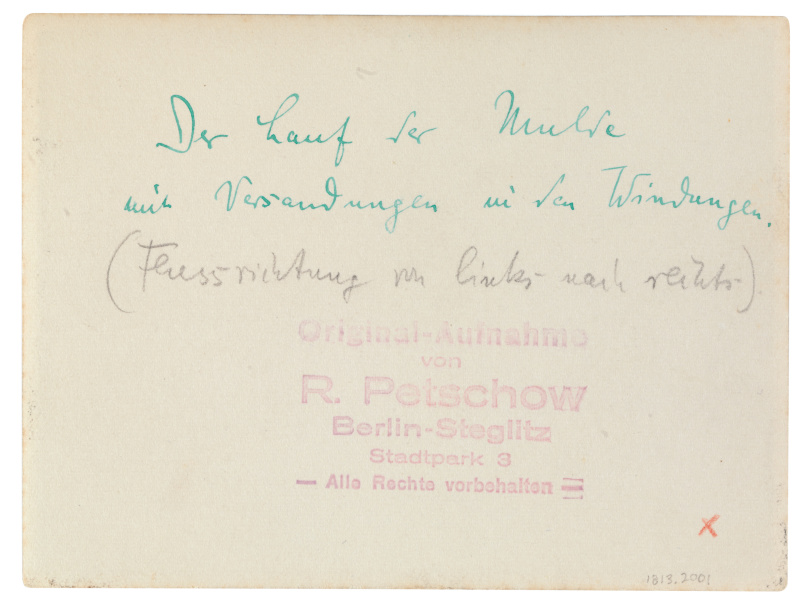 Der Lauf der Mulde
mit Versandungen in den Windungen.
(Fliessrichtung von links nach rechts)
Original-Aufnahme
von
R. Petschow
Berlin-Steglitz
Stadtpark 3
— Alle Rechte vorbehalten —
x
1813.2001